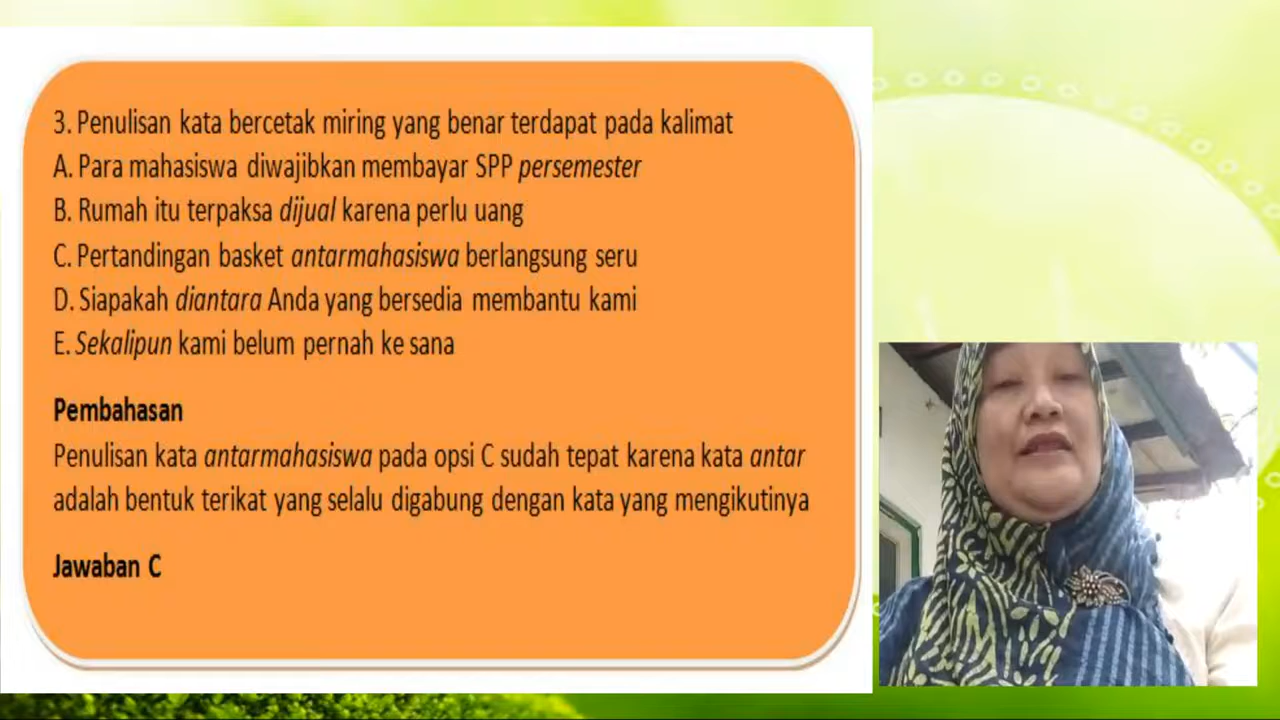 3. Penulisan kata bercetak miring yang benar terdapat pada kalimat
A. Para mahasiswa diwajibkan membayar SPP persemester
B. Rumah itu terpaksa dijual karena perlu uang
C. Pertandingan basket antarmahasiswa berlangsung seru
D. Siapakah diantara Anda yang bersedia membantu kami
E. Sekalipun kami belum pernah ke sana
Pembahasan
Penulisan kata antarmahasiswa pada opsi C sudah tepat karena kata antar
adalah bentuk terikat yang selalu digabung dengan kata yang mengikutinya
Jawaban C